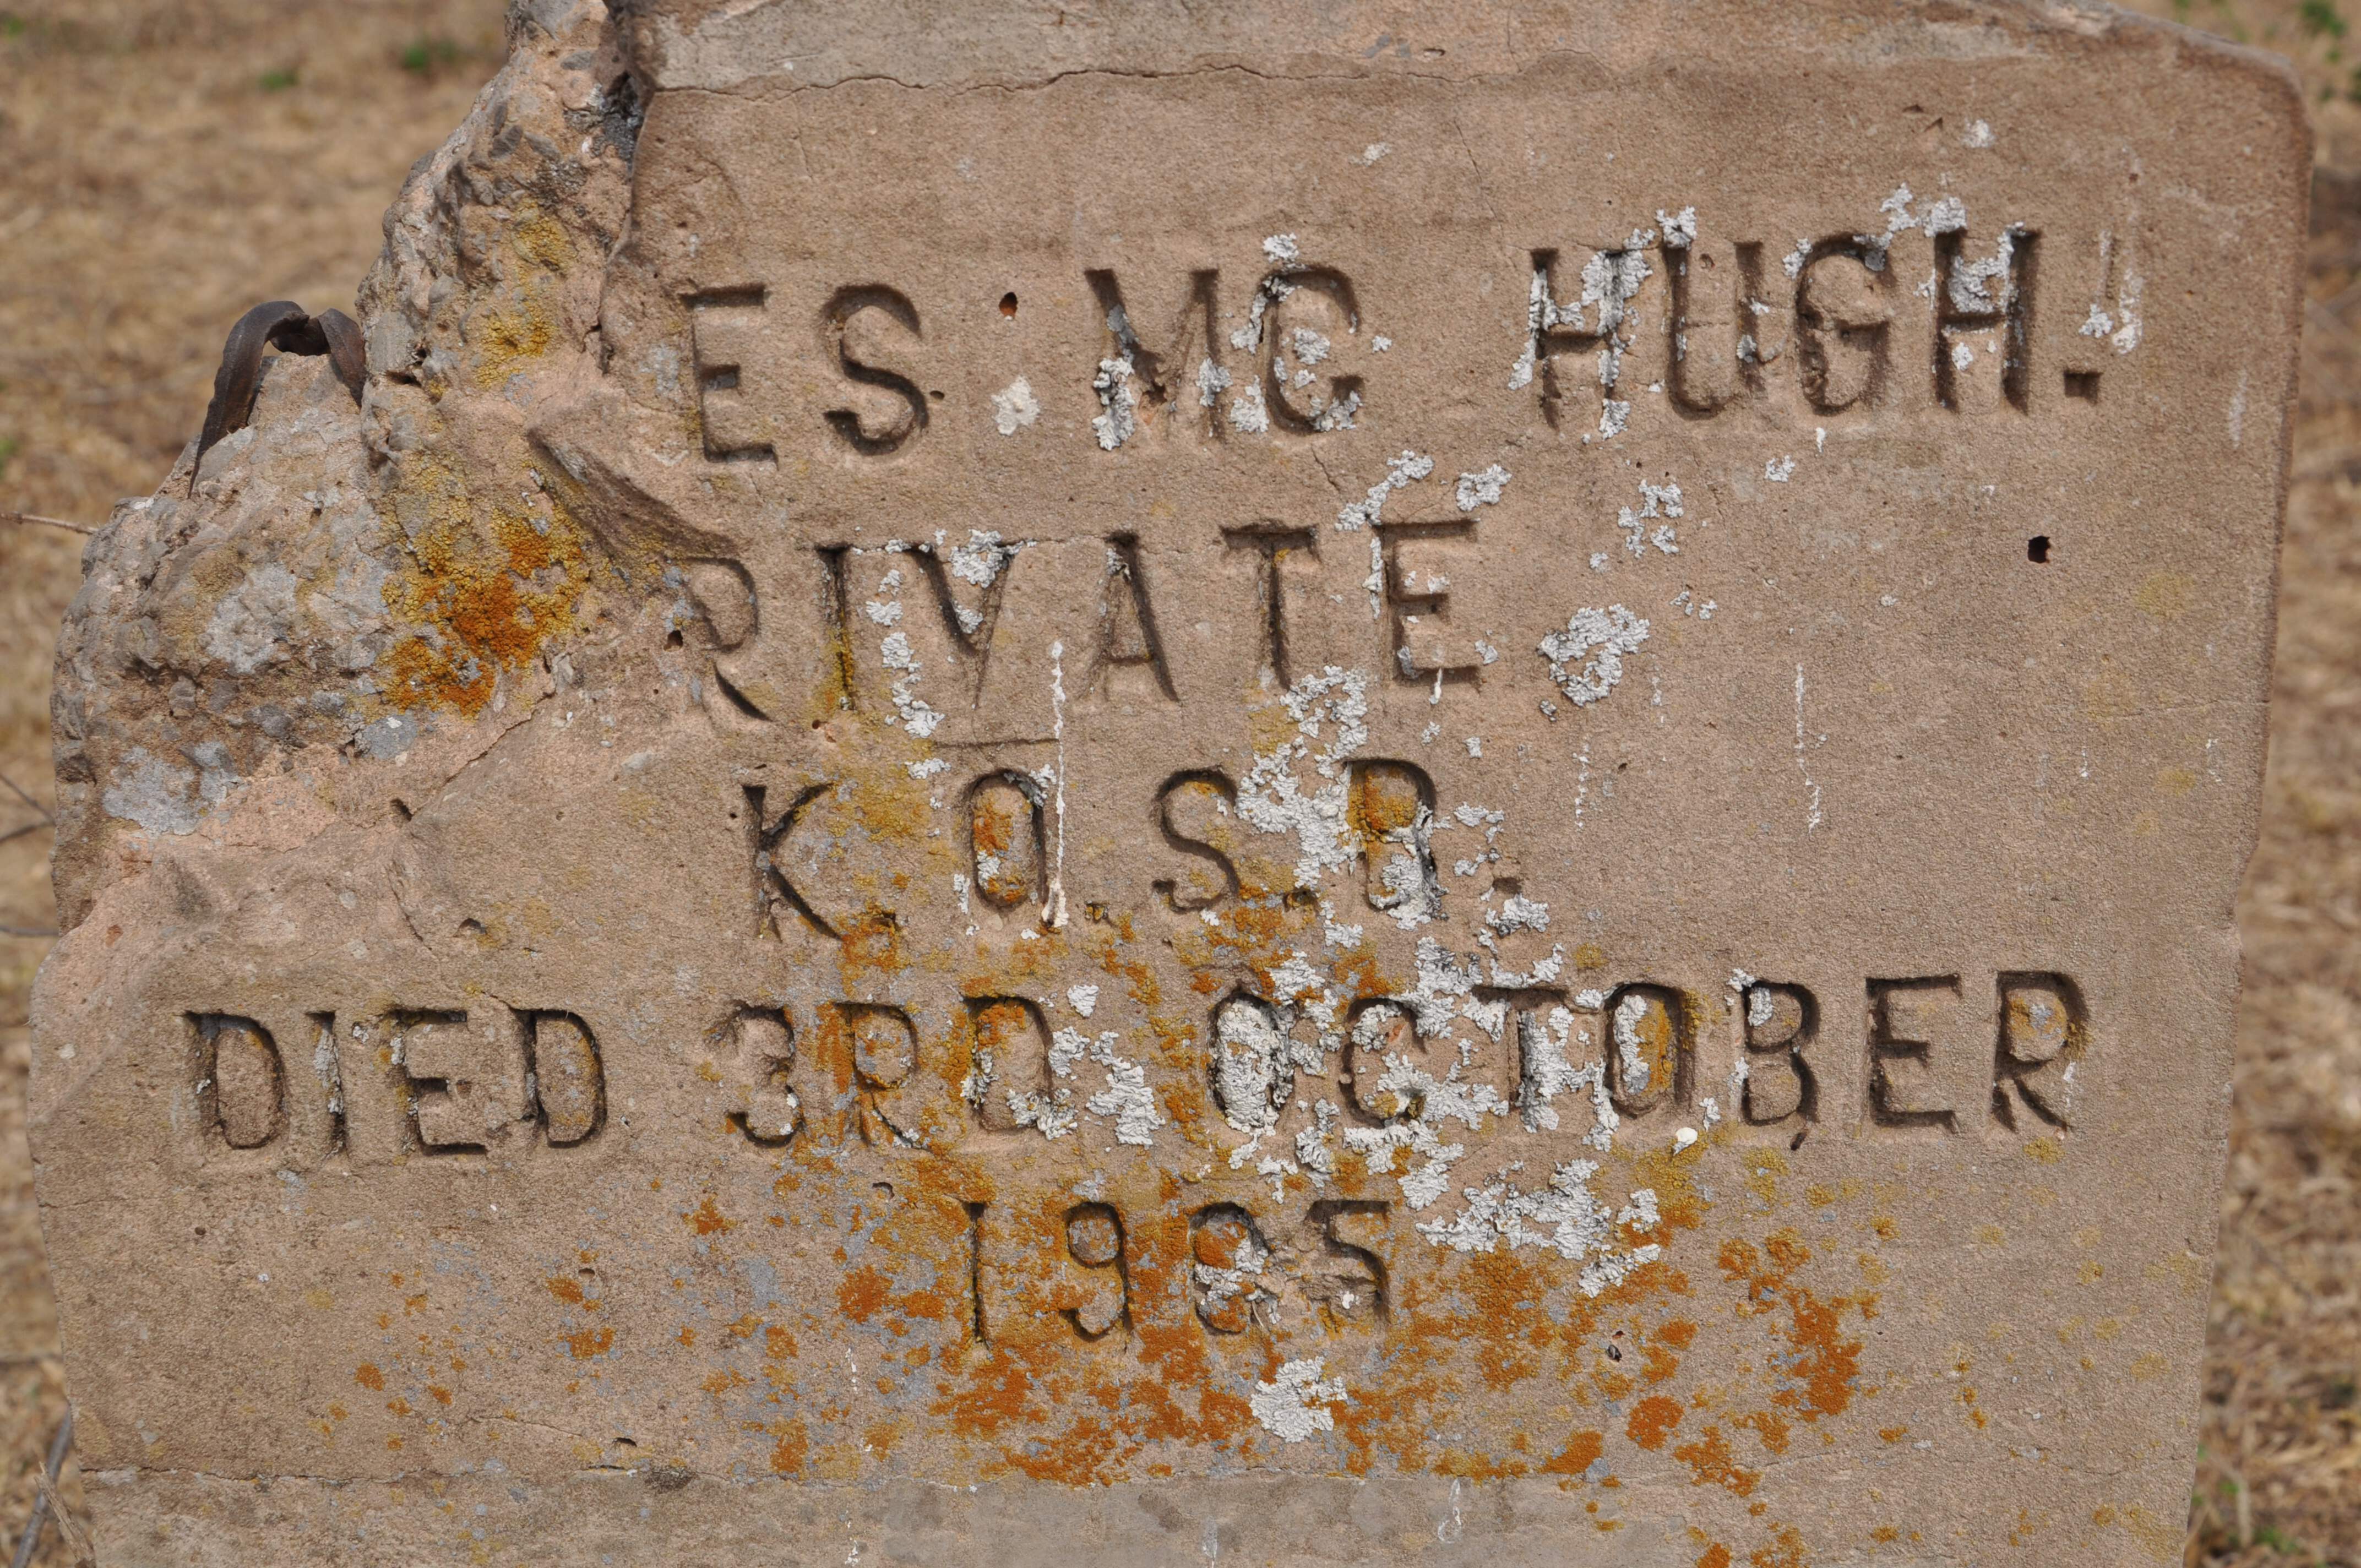 ES MC HUGH.
RIVATE
K.O.S.B.
DIED 3RD OCTOBER
1905